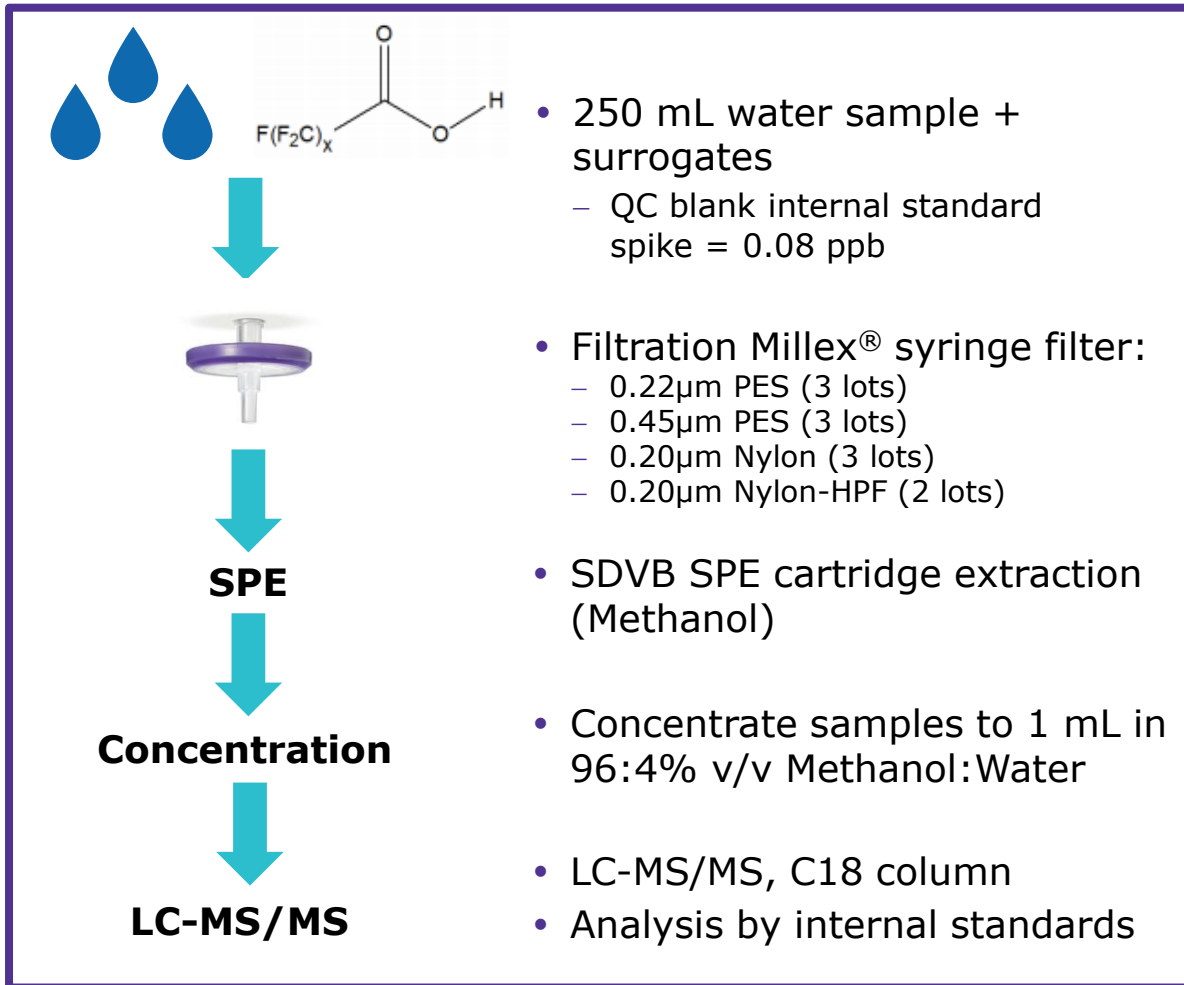 O
H
F(F₂C)ₓ
O
• 250 mL water sample +
surrogates
– QC blank internal standard
spike = 0.08 ppb
• Filtration Millex® syringe filter:
– 0.22µm PES (3 lots)
– 0.45µm PES (3 lots)
– 0.20µm Nylon (3 lots)
– 0.20µm Nylon-HPF (2 lots)
SPE
• SDVB SPE cartridge extraction
(Methanol)
Concentration
• Concentrate samples to 1 mL in
96:4% v/v Methanol:Water
LC-MS/MS
• LC-MS/MS, C18 column
• Analysis by internal standards